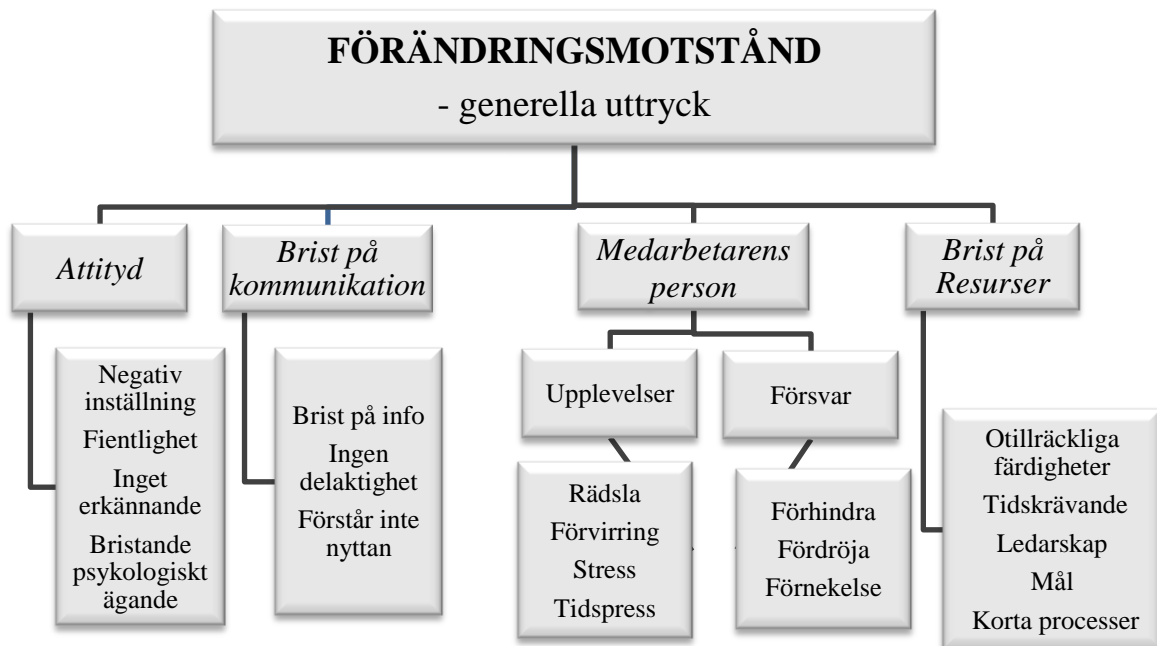 FÖRÄNDRINGSMOTSTÅND
- generella uttryck
Attityd
Brist på
kommunikation
Medarbetarens
person
Brist på
Resurser
Negativ
inställning
Fientlighet
Inget
erkännande
Bristande
psykologiskt
ägande
Brist på info
Ingen
delaktighet
Förstår inte
nyttan
Upplevelser
Försvar
Rädsla
Förvirring
Stress
Tidspress
Förhindra
Fördröja
Förnekelse
Otillräckliga
färdigheter
Tidskrävande
Ledarskap
Mål
Korta processer